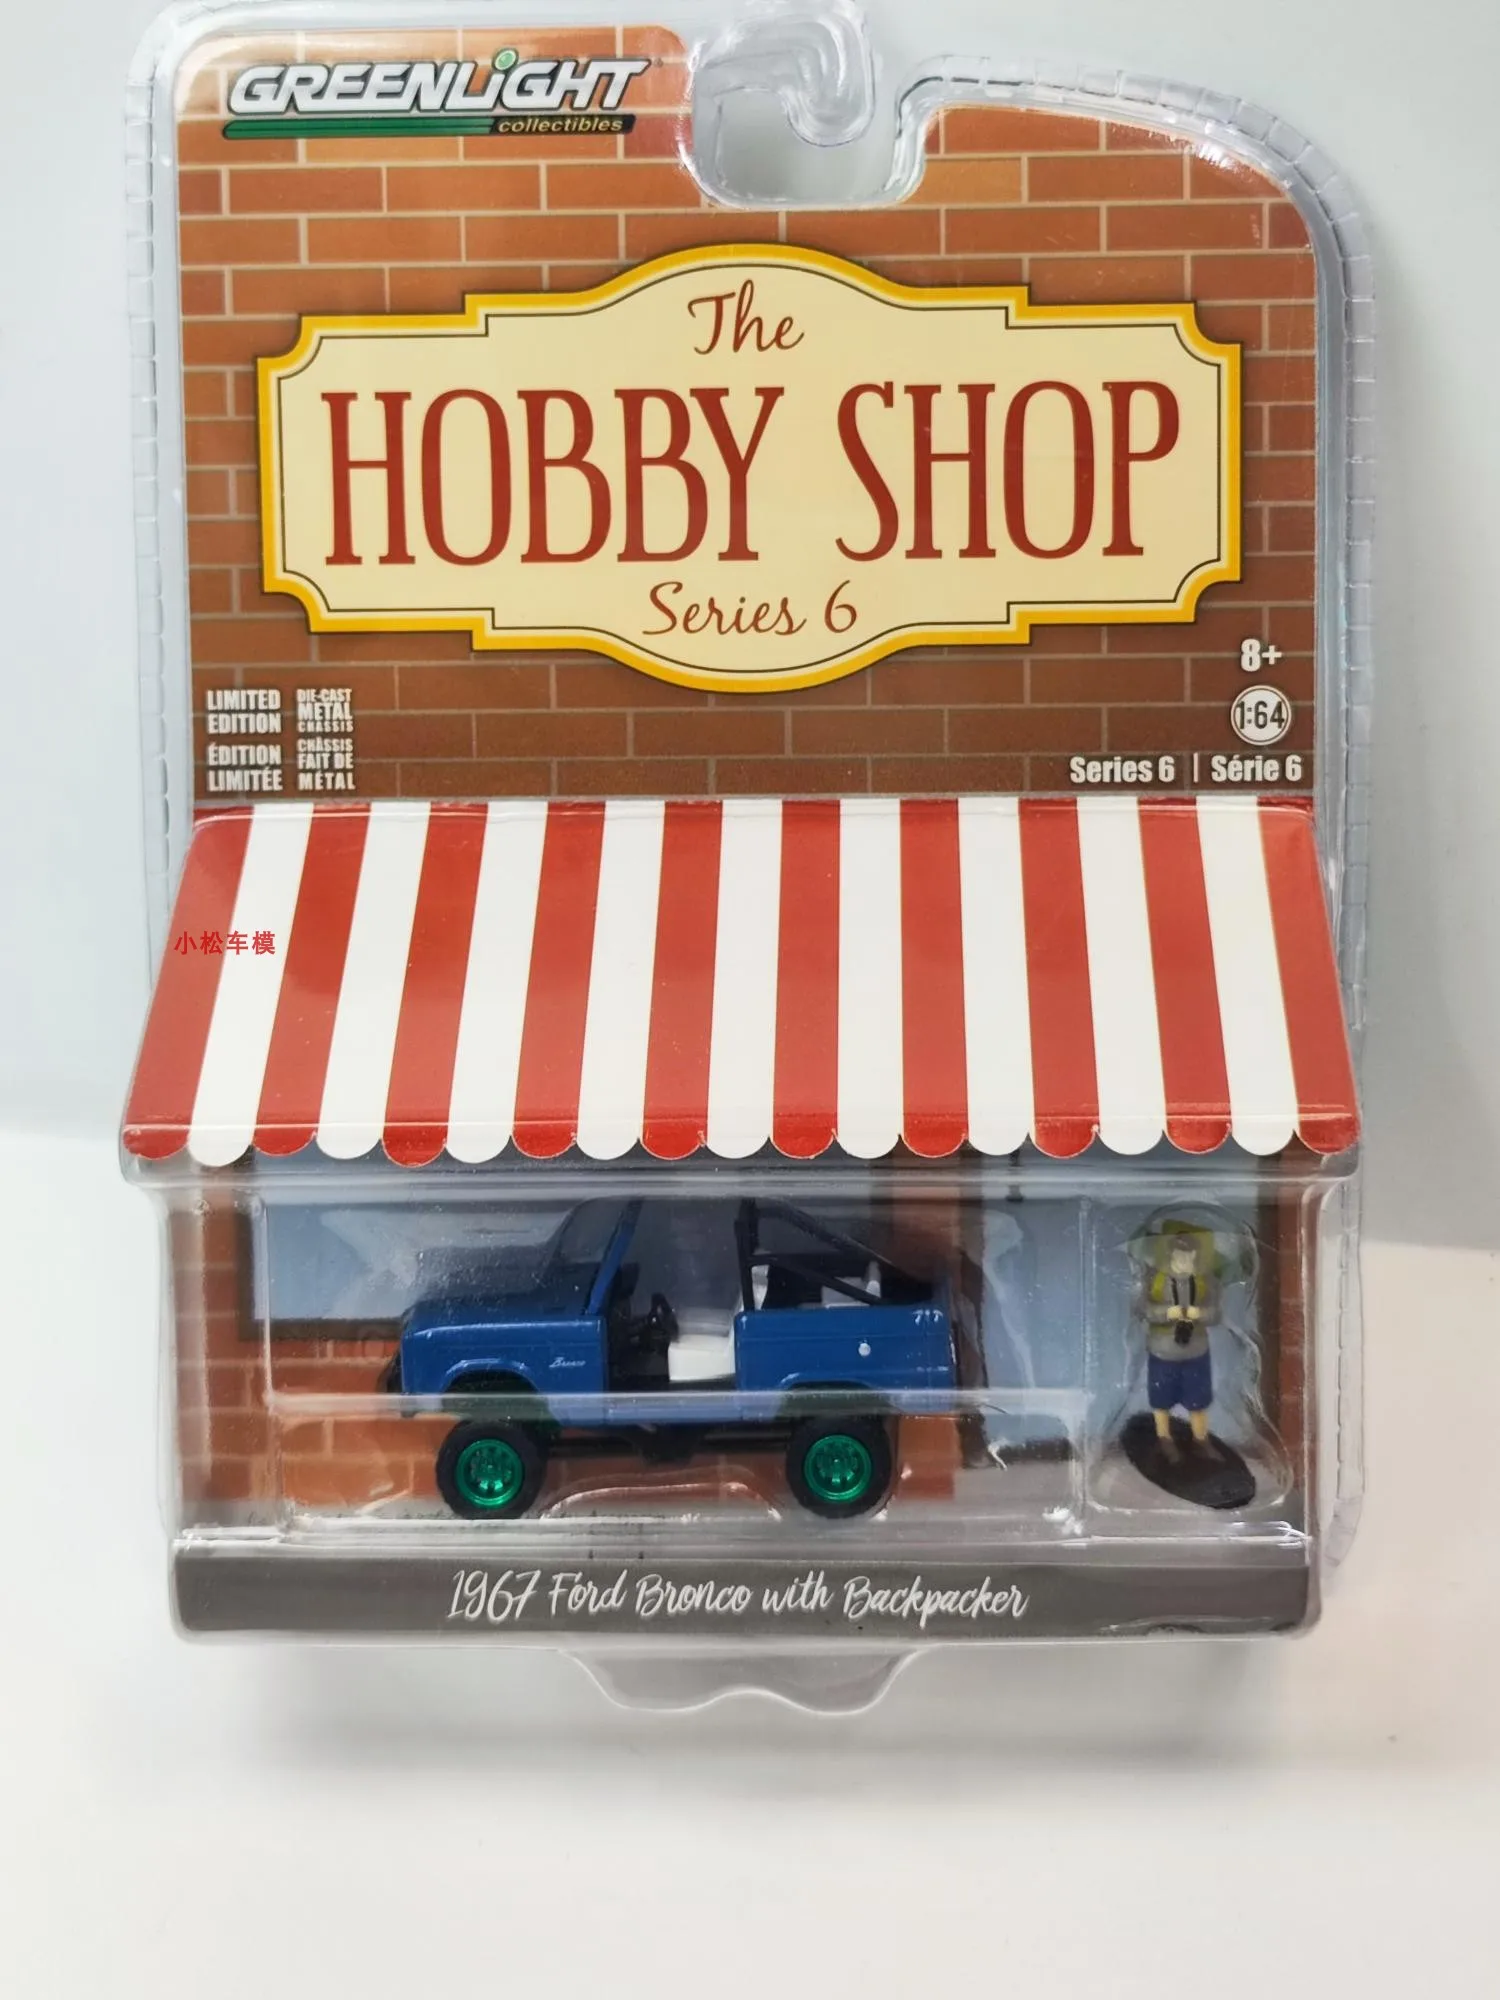 GREENLiGHT
collectibles
The
HOBBY SHOP
Series 6
8+
1:64
LIMITED EDITION
DIE-CAST METAL CHASSIS
ÉDITION LIMITÉE
CHÂSSIS FAIT DE MÉTAL
Series 6 | Série 6
小松车模
Bronco
1967 Ford Bronco with Backpacker